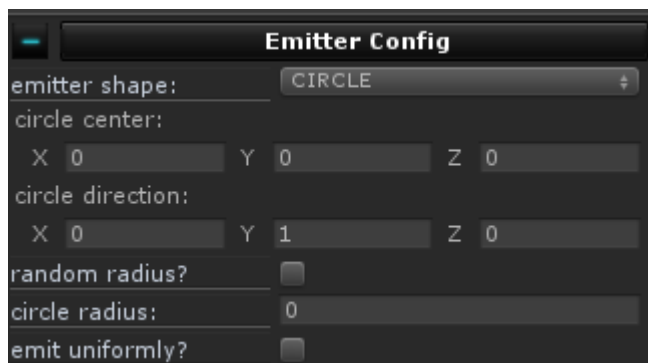 Emitter Config
emitter shape: CIRCLE
circle center:
X 0 Y 0 Z 0
circle direction:
X 0 Y 1 Z 0
random radius?
circle radius: 0
emit uniformly?